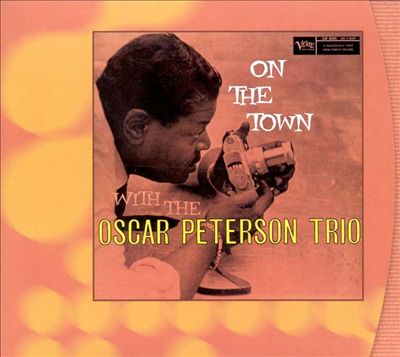 Verve
ON
THE
TOWN
WITH THE
OSCAR PETERSON TRIO